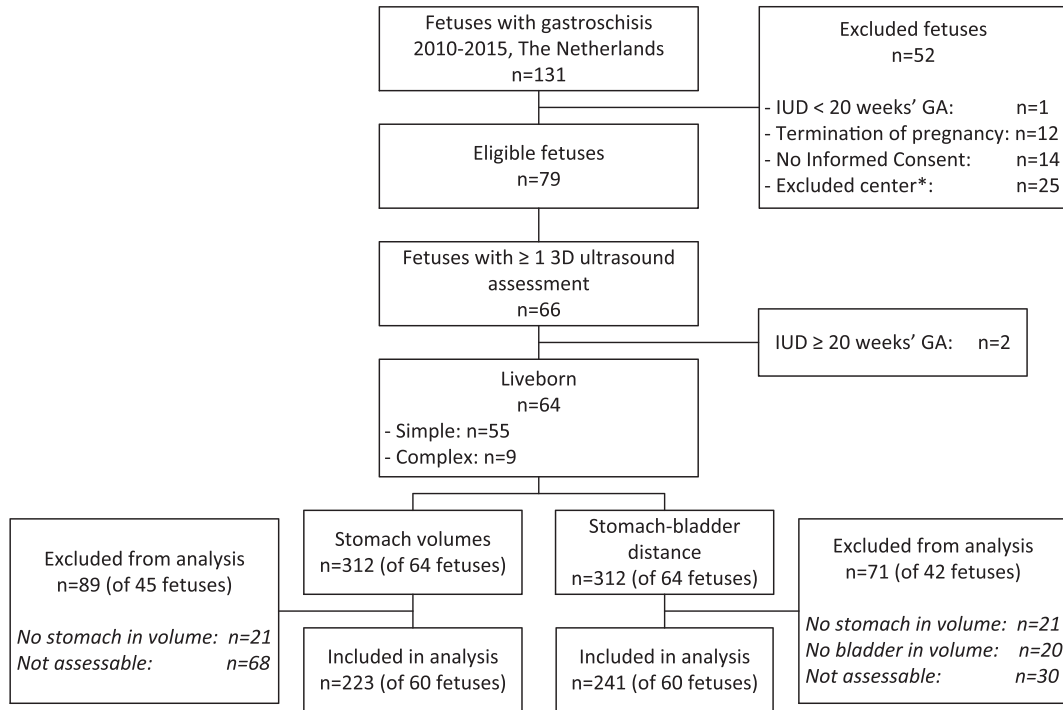 Fetuses with gastroschisis
2010-2015, The Netherlands
n=131
Excluded fetuses
n=52
- IUD < 20 weeks’ GA: n=1
- Termination of pregnancy: n=12
- No Informed Consent: n=14
- Excluded center*: n=25
Eligible fetuses
n=79
Fetuses with ≥ 1 3D ultrasound
assessment
n=66
IUD ≥ 20 weeks’ GA: n=2
Liveborn
n=64
- Simple: n=55
- Complex: n=9
Stomach volumes
n=312 (of 64 fetuses)
Stomach-bladder
distance
n=312 (of 64 fetuses)
Excluded from analysis
n=89 (of 45 fetuses)
No stomach in volume: n=21
Not assessable: n=68
Excluded from analysis
n=71 (of 42 fetuses)
No stomach in volume: n=21
No bladder in volume: n=20
Not assessable: n=30
Included in analysis
n=223 (of 60 fetuses)
Included in analysis
n=241 (of 60 fetuses)